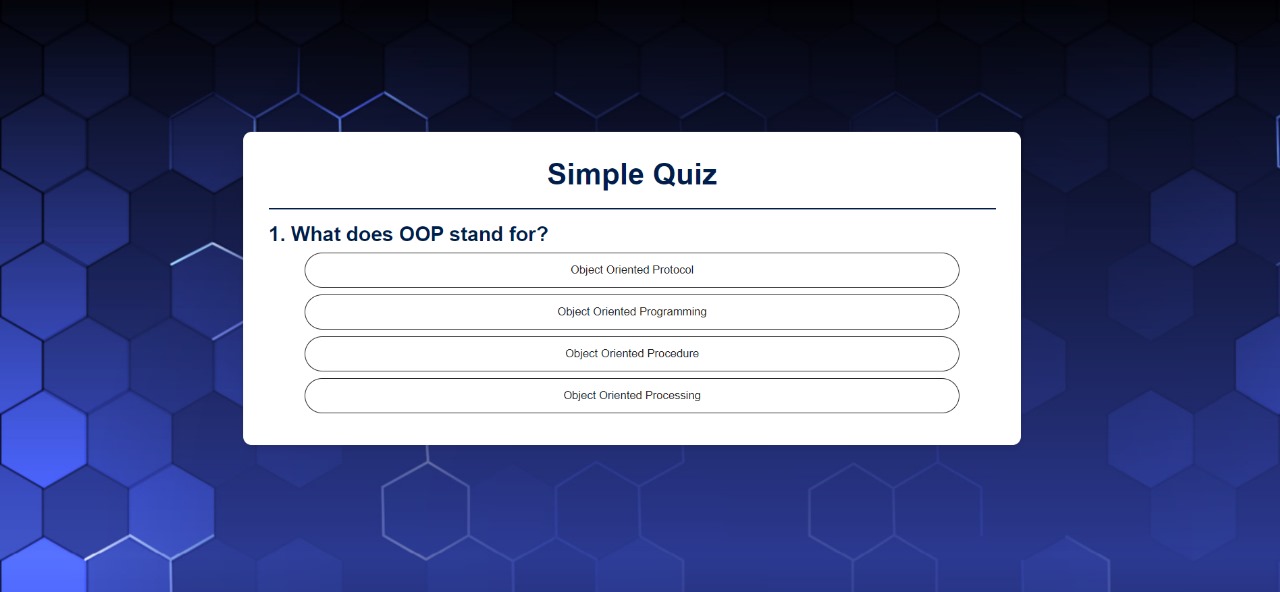 Simple Quiz
1. What does OOP stand for?
Object Oriented Protocol
Object Oriented Programming
Object Oriented Procedure
Object Oriented Processing